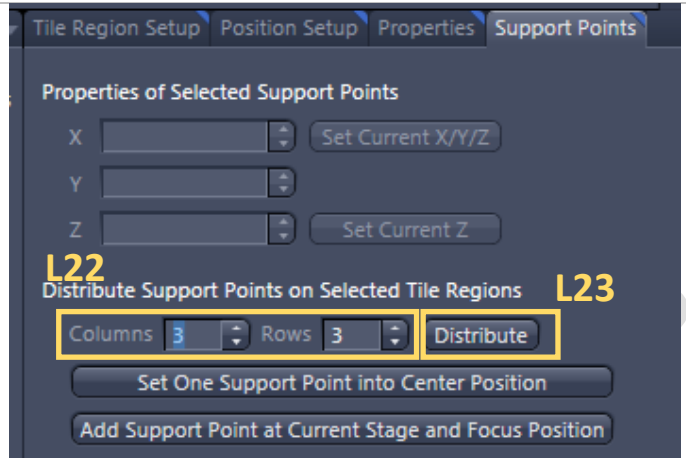 Tile Region Setup Position Setup Properties Support Points
Properties of Selected Support Points
X Set Current X/Y/Z
Y
Z Set Current Z
L22
Distribute Support Points on Selected Tile Regions L23
Columns 3 Rows 3 Distribute
Set One Support Point into Center Position
Add Support Point at Current Stage and Focus Position